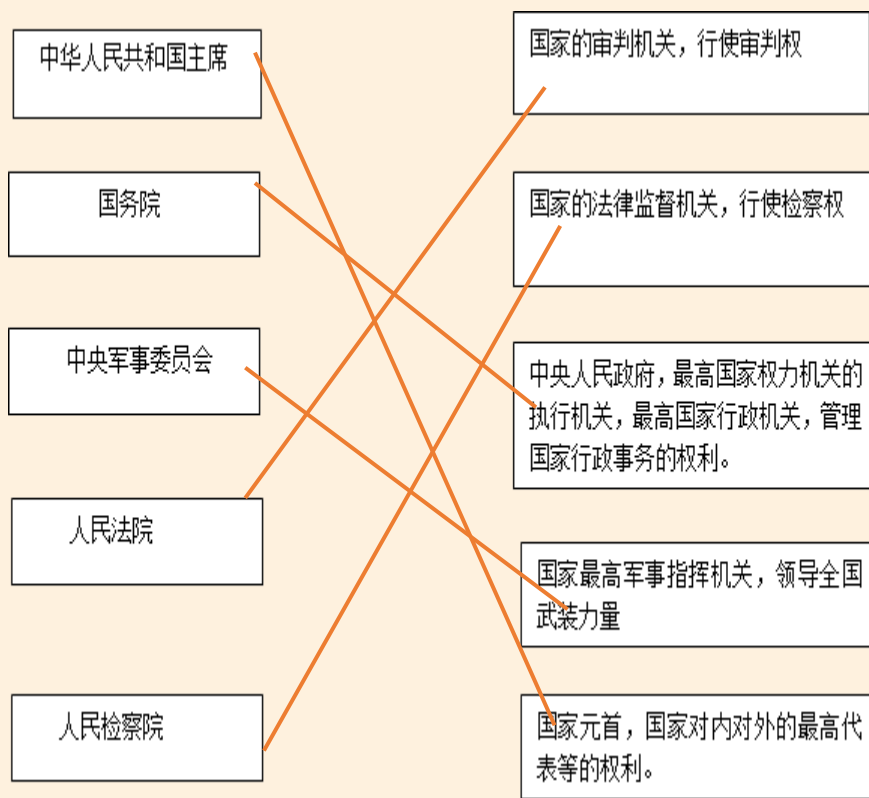 中华人民共和国主席
国务院
中央军事委员会
人民法院
人民检察院
国家的审判机关，行使审判权
国家的法律监督机关，行使检察权
中央人民政府，最高国家权力机关的
执行机关，最高国家行政机关，管理
国家行政事务的权利。
国家最高军事指挥机关，领导全国
武装力量
国家元首，国家对内对外的最高代
表等的权利。